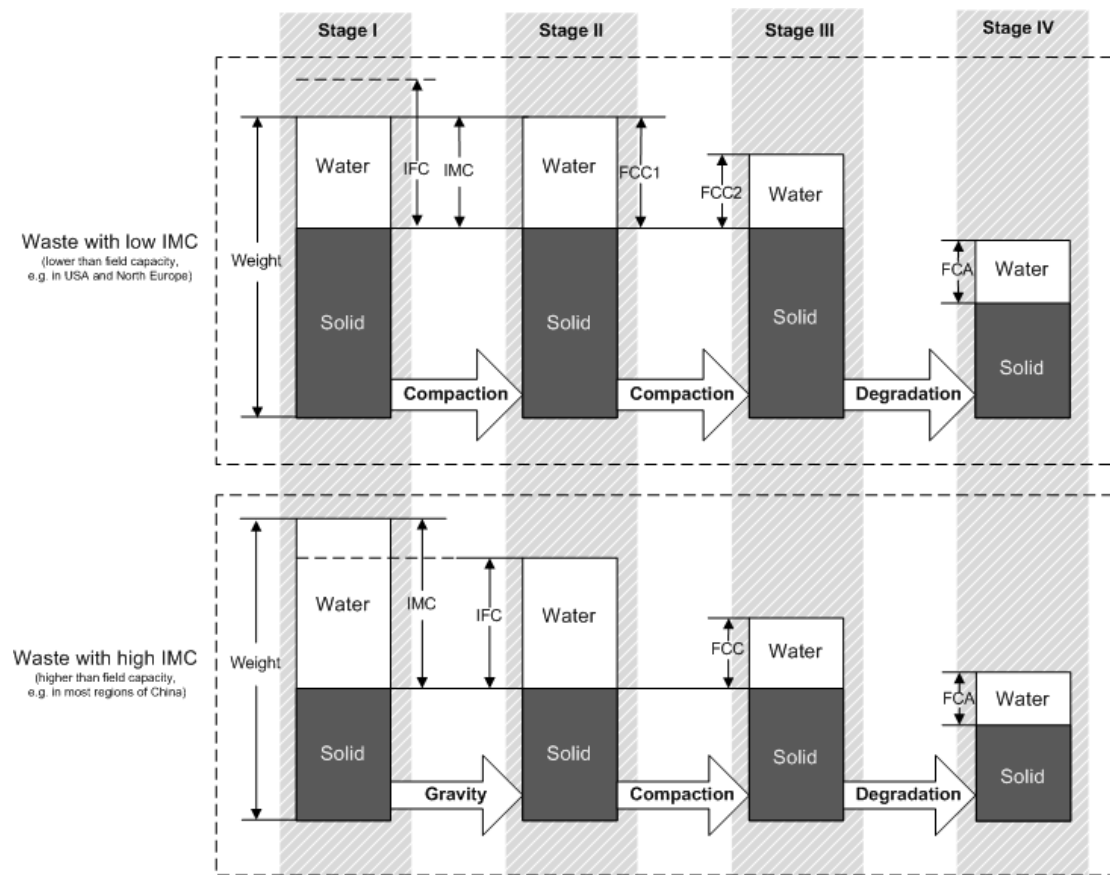 Stage I
Stage II
Stage III
Stage IV
Waste with low IMC
(lower than field capacity,
e.g. in USA and North Europe)
Weight
Water
IFC
IMC
Water
FCC1
FCC2
Water
FCA
Water
Solid
Solid
Solid
Solid
Compaction
Compaction
Degradation
Waste with high IMC
(higher than field capacity,
e.g. in most regions of China)
Weight
Water
IMC
IFC
Water
FCC
Water
FCA
Water
Solid
Solid
Solid
Solid
Gravity
Compaction
Degradation